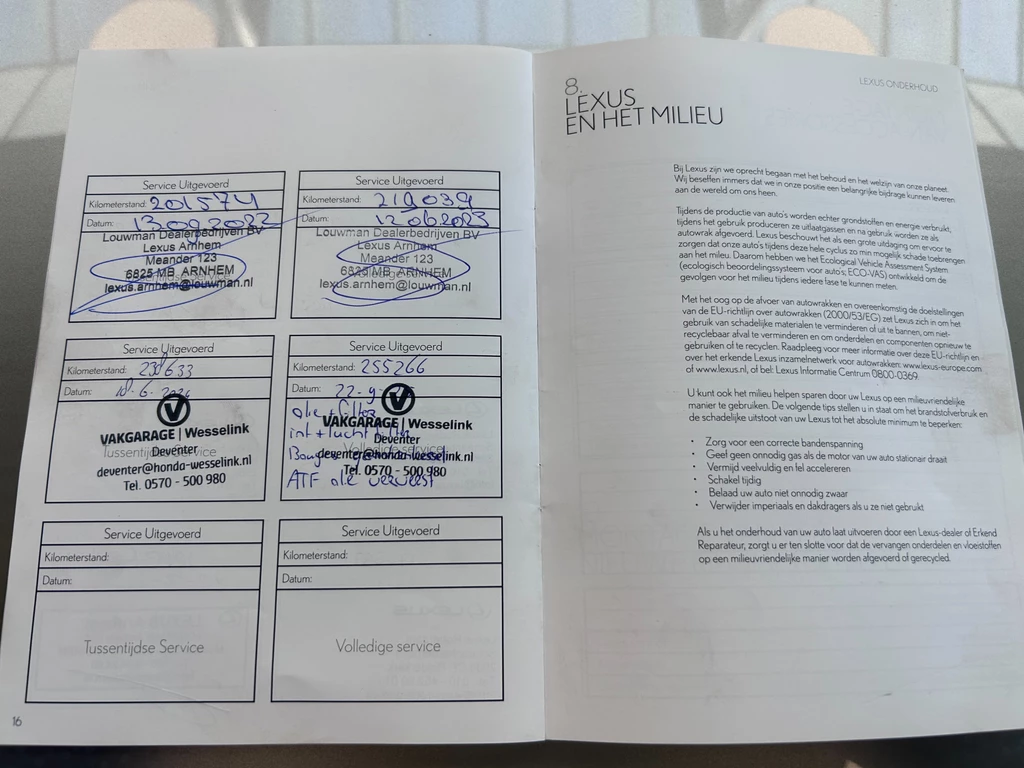 Service Uitgevoerd
Kilometerstand: 201574
Datum: 13.09.2022
Louwman Dealerbedrijven BV
Lexus Arnhem
Meander 123
6825 MB ARNHEM
lexus.arnhem@louwman.nl
Service Uitgevoerd
Kilometerstand: 219039
Datum: 12.06.2023
Louwman Dealerbedrijven BV
Lexus Arnhem
Meander 123
6825 MB ARNHEM
lexus.arnhem@louwman.nl
Service Uitgevoerd
Kilometerstand:
Datum:
VAKGARAGE | Wesselink
Tussentijdse Service
Deventer
deventer@honda-wesselink.nl
Tel. 0570 - 500 980
Service Uitgevoerd
Kilometerstand: 255266
Datum: 22-9-
olie + filter
VAKGARAGE | Wesselink
int + lucht filter
Deventer
Volledige service
Bougies
deventer@honda-wesselink.nl
Tel. 0570 - 500 980
ATF olie ververst
Service Uitgevoerd
Kilometerstand:
Datum:
Tussentijdse Service
Service Uitgevoerd
Kilometerstand:
Datum:
Volledige service
16
LEXUS ONDERHOUD
8.
LEXUS
EN HET MILIEU
Bij Lexus zijn we oprecht begaan met het behoud en het welzijn van onze planeet.
Wij beseffen immers dat we in onze positie een belangrijke bijdrage kunnen leveren
aan de wereld om ons heen.
Tijdens de productie van auto's worden echter grondstoffen en energie verbruikt,
tijdens het gebruik produceren ze uitlaatgassen en na gebruik worden ze als
autowrak afgevoerd. Lexus beschouwt het als een grote uitdaging om ervoor te
zorgen dat onze auto's tijdens deze hele cyclus zo min mogelijk schade toebrengen
aan het milieu. Daarom hebben we het Ecological Vehicle Assessment System
(ecologisch beoordelingssysteem voor auto's; ECO-VAS) ontwikkeld om de
gevolgen voor het milieu tijdens iedere fase te kunnen meten.
Met het oog op de afvoer van autowrakken en overeenkomstig de doelstellingen
van de EU-richtlijn over autowrakken (2000/53/EG) zet Lexus zich in om het
gebruik van schadelijke materialen te verminderen of uit te bannen, om niet-
recyclebaar afval te verminderen en om onderdelen en componenten opnieuw te
gebruiken of te recyclen. Raadpleeg voor meer informatie over deze EU-richtlijn en
over het erkende Lexus inzamelnetwerk voor autowrakken: www.lexus-europe.com
of www.lexus.nl, of bel: Lexus Informatie Centrum 0800-0369.
U kunt ook het milieu helpen sparen door uw Lexus op een milieuvriendelijke
manier te gebruiken. De volgende tips stellen u in staat om het brandstofverbruik en
de schadelijke uitstoot van uw Lexus tot het absolute minimum te beperken:
• Zorg voor een correcte bandenspanning
• Geef geen onnodig gas als de motor van uw auto stationair draait
• Vermijd veelvuldig en fel accelereren
• Schakel tijdig
• Belaad uw auto niet onnodig zwaar
• Verwijder imperiaals en dakdragers als u ze niet gebruikt
Als u het onderhoud van uw auto laat uitvoeren door een Lexus-dealer of Erkend
Reparateur, zorgt u er ten slotte voor dat de vervangen onderdelen en vloeistoffen
op een milieuvriendelijke manier worden afgevoerd of gerecycled.